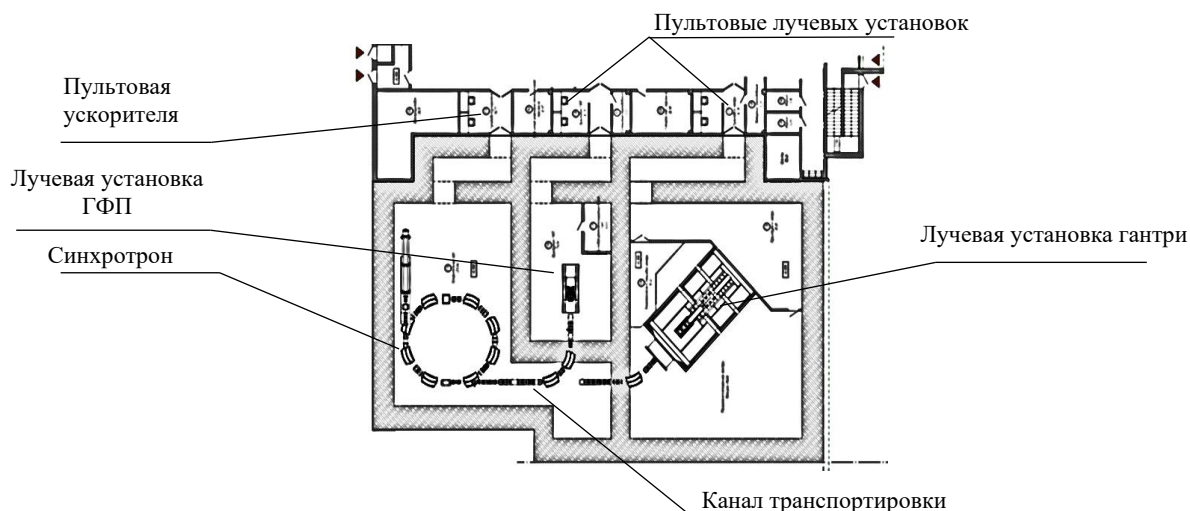 Пультовые лучевых установок
Пультовая
ускорителя
Лучевая установка
ГФП
Лучевая установка гантри
Синхротрон
Канал транспортировки